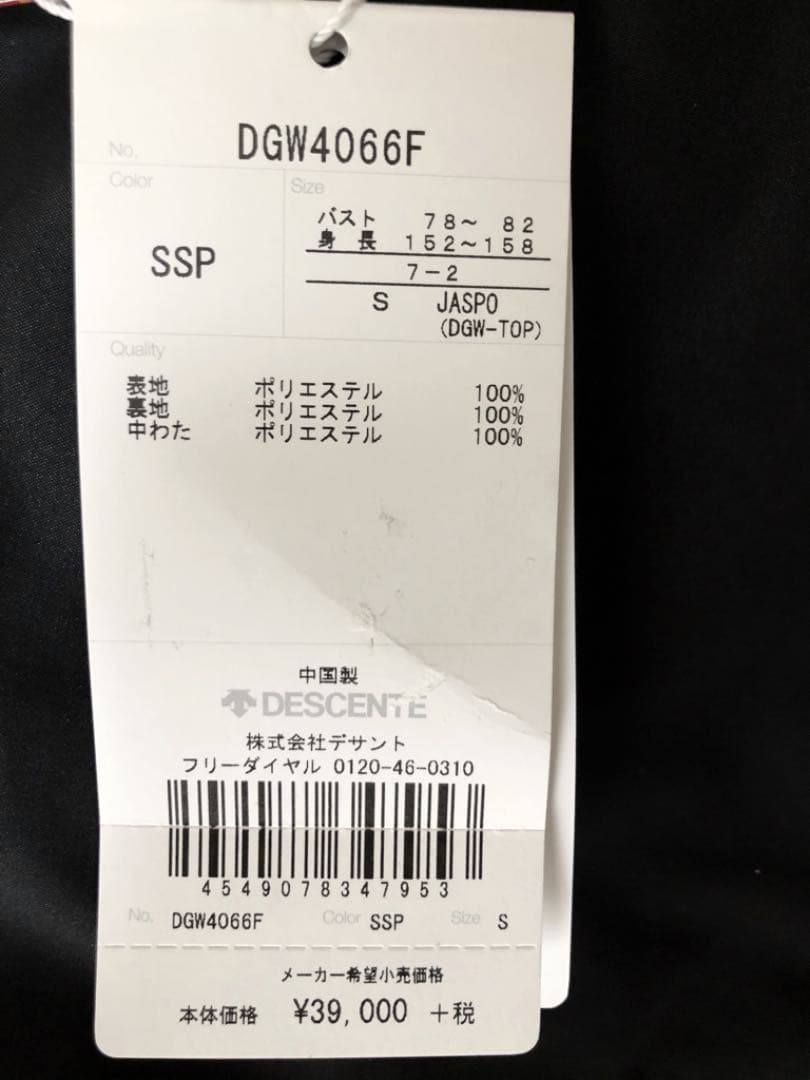 No. DGW4066F
Color
SSP
Size
バスト 78～ 82
身 長 152～158
7-2
S JASPO
(DGW-TOP)
Quality
表地 ポリエステル 100%
裏地 ポリエステル 100%
中わた ポリエステル 100%
中国製
DESCENTE
株式会社デサント
フリーダイヤル 0120-46-0310
4549078347953
No. DGW4066F Color SSP Size S
メーカー希望小売価格
本体価格 ¥39,000 +税